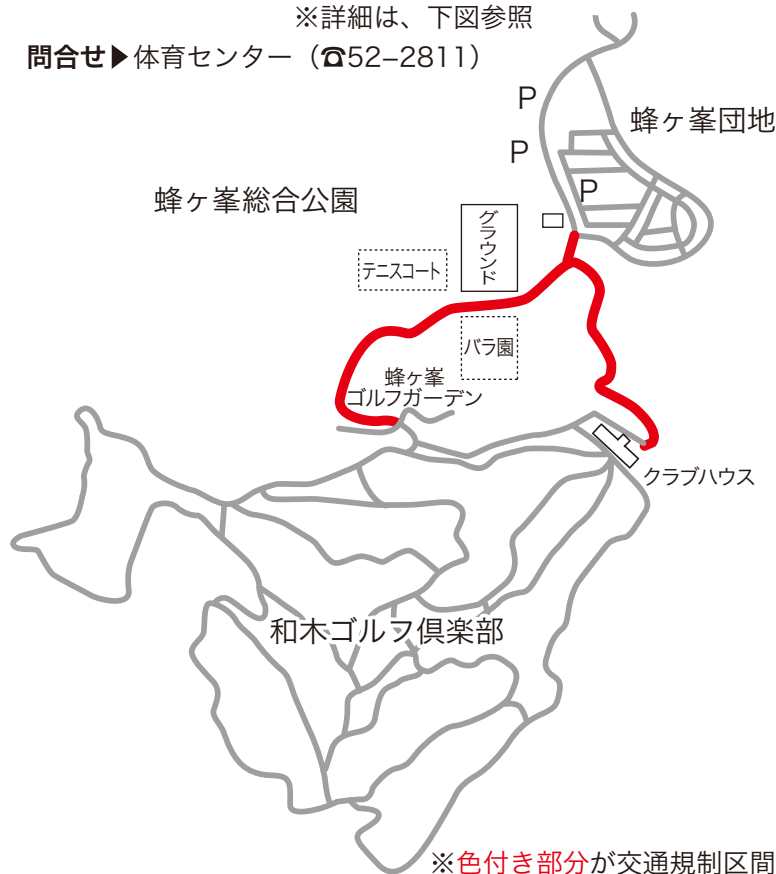 ※詳細は、下図参照
問合せ▶体育センター（☎52–2811）
P
蜂ヶ峯団地
P
P
蜂ヶ峯総合公園
グラウンド
テニスコート
バラ園
蜂ヶ峯
ゴルフガーデン
クラブハウス
和木ゴルフ倶楽部
※色付き部分が交通規制区間